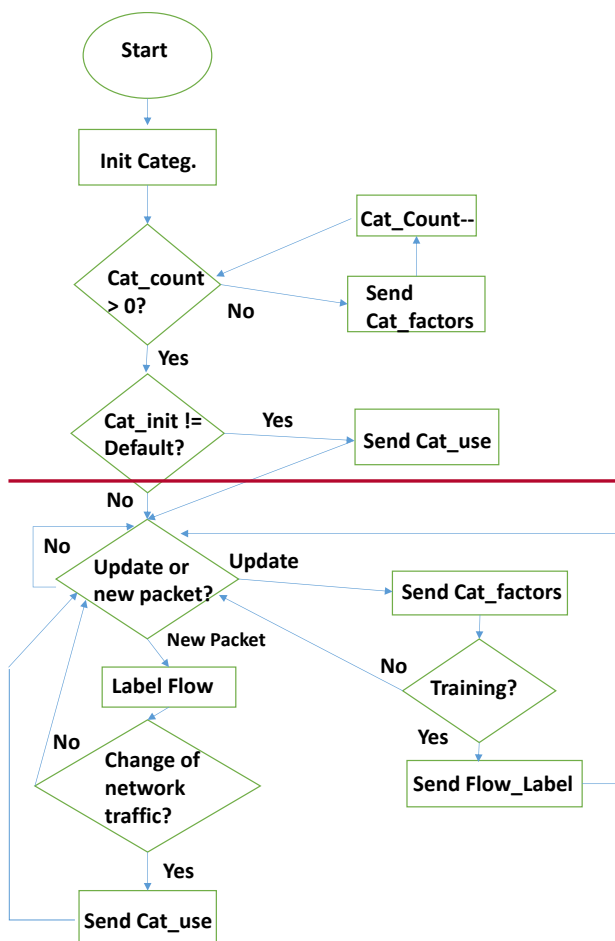 Start
Init Categ.
Cat_Count--
Cat_count
> 0?
No
Send
Cat_factors
Yes
Cat_init !=
Default?
Yes
Send Cat_use
No
No
Update or
new packet?
Update
Send Cat_factors
New Packet
No
Label Flow
Training?
No
Change of
network
traffic?
Yes
Send Flow_Label
Yes
Send Cat_use